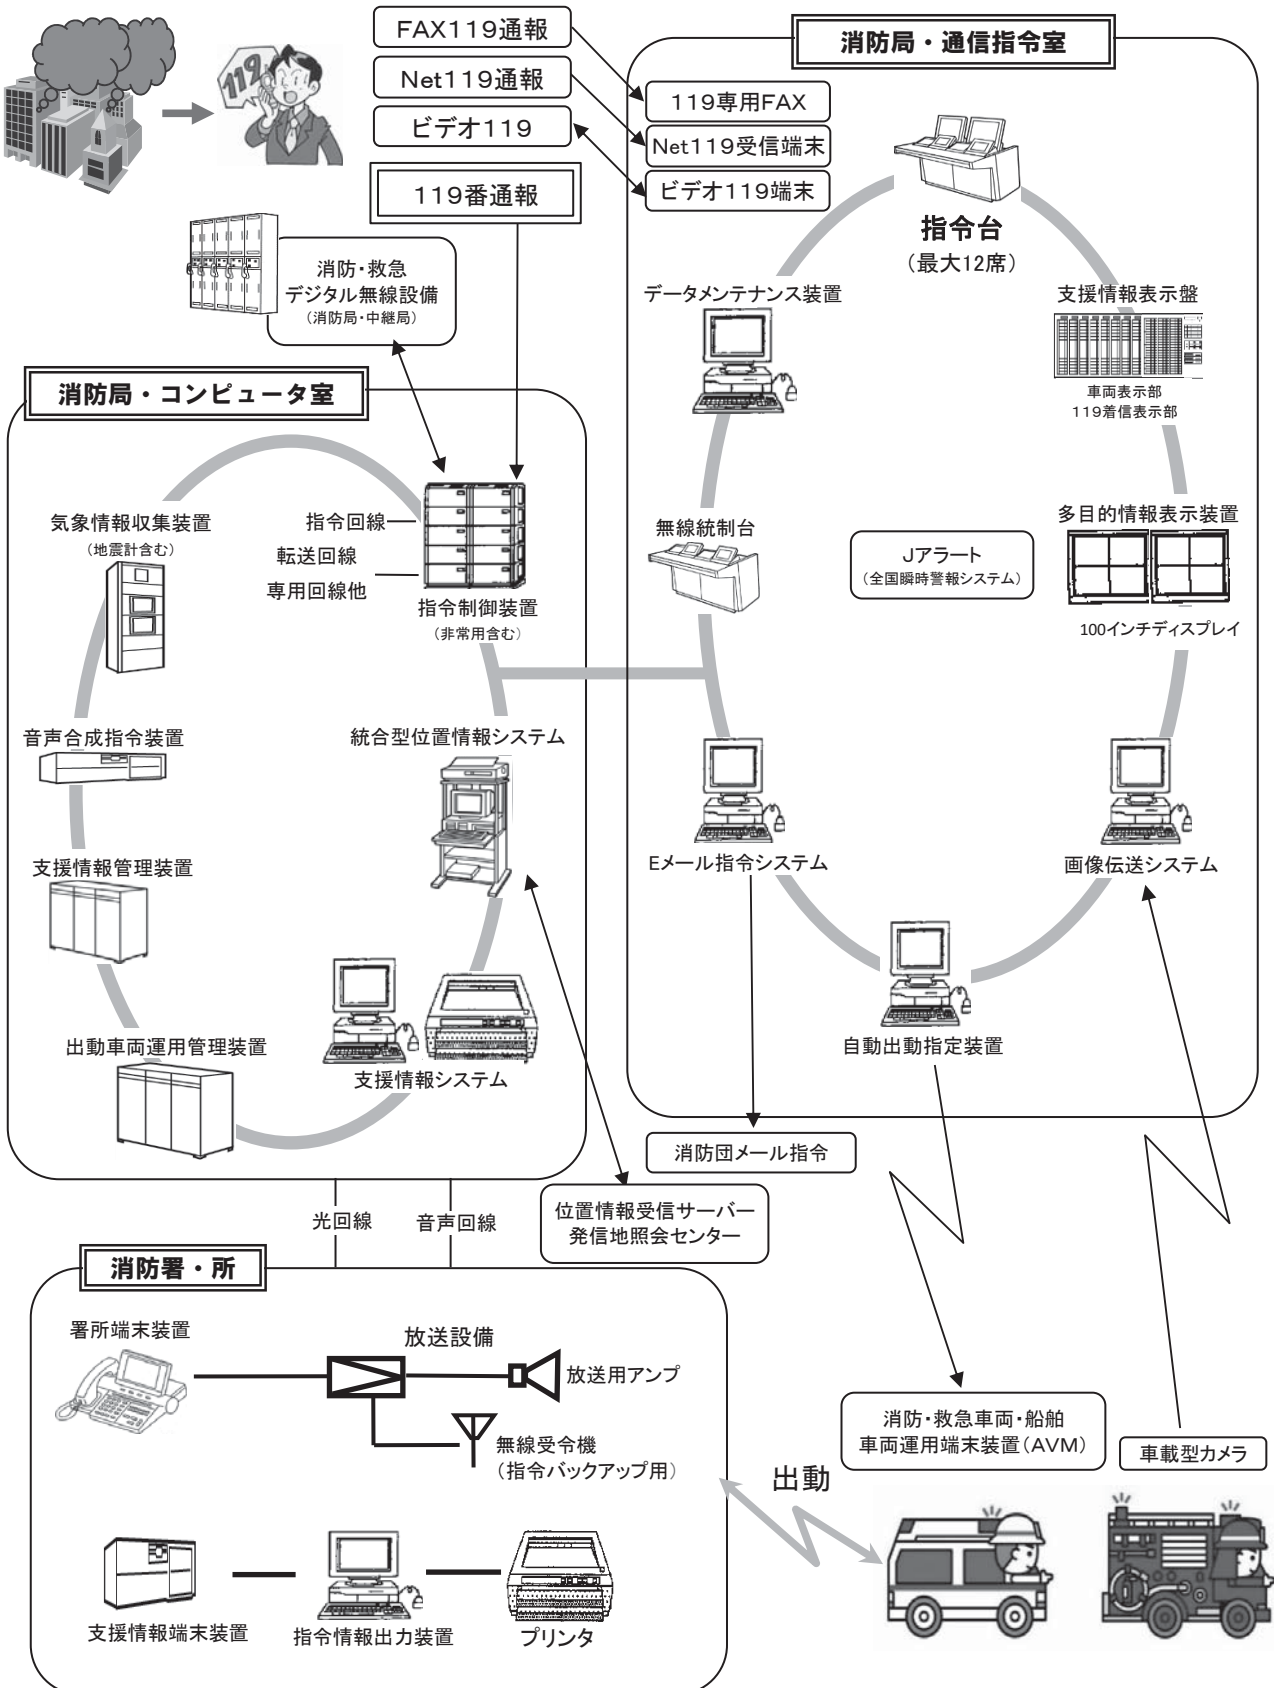 FAX119通報
Net119通報
ビデオ119
119番通報
119
消防局・通信指令室
119専用FAX
Net119受信端末
ビデオ119端末
指令台
(最大12席)
消防・救急
デジタル無線設備
(消防局・中継局)
データメンテナンス装置
支援情報表示盤
車両表示部
119着信表示部
消防局・コンピュータ室
気象情報収集装置
(地震計含む)
指令回線
転送回線
専用回線他
指令制御装置
(非常用含む)
無線統制台
Jアラート
(全国瞬時警報システム)
多目的情報表示装置
100インチディスプレイ
音声合成指令装置
統合型位置情報システム
支援情報管理装置
Eメール指令システム
画像伝送システム
出動車両運用管理装置
支援情報システム
自動出動指定装置
消防団メール指令
位置情報受信サーバー
発信地照会センター
光回線
音声回線
消防署・所
署所端末装置
放送設備
放送用アンプ
無線受令機
(指令バックアップ用)
消防・救急車両・船舶
車両運用端末装置(AVM)
車載型カメラ
出動
支援情報端末装置
指令情報出力装置
プリンタ